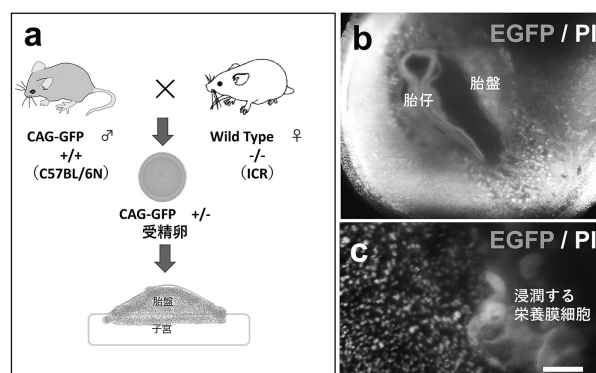 a
CAG-GFP ♂
+/+
(C57BL/6N)
×
Wild Type ♀
-/-
(ICR)
CAG-GFP +/-
受精卵
胎盤
子宮
b
EGFP / PI
胎仔
胎盤
c
EGFP / PI
浸潤する
栄養膜細胞